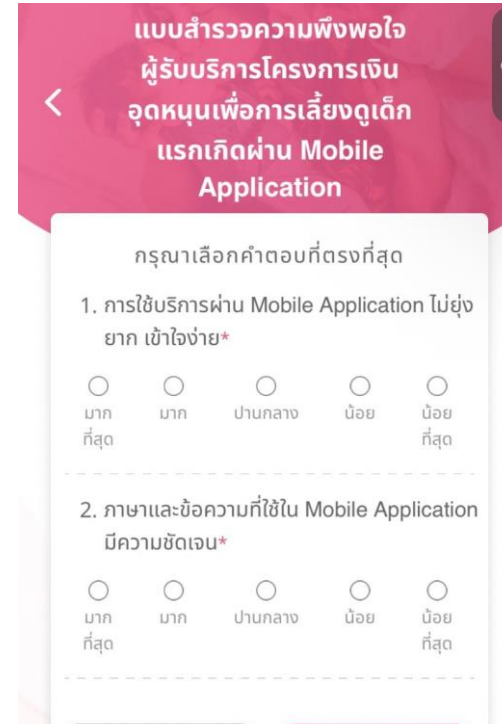 แบบสำรวจความพึงพอใจ
ผู้รับบริการโครงการเงิน
อุดหนุนเพื่อการเลี้ยงดูเด็ก
แรกเกิดผ่าน Mobile
Application
กรุณาเลือกคำตอบที่ตรงที่สุด
1. การใช้บริการผ่าน Mobile Application ไม่ยุ่ง
ยาก เข้าใจง่าย*
มาก มาก ปานกลาง น้อย น้อย
ที่สุด ที่สุด
2. ภาษาและข้อความที่ใช้ใน Mobile Application
มีความชัดเจน*
มาก มาก ปานกลาง น้อย น้อย
ที่สุด ที่สุด